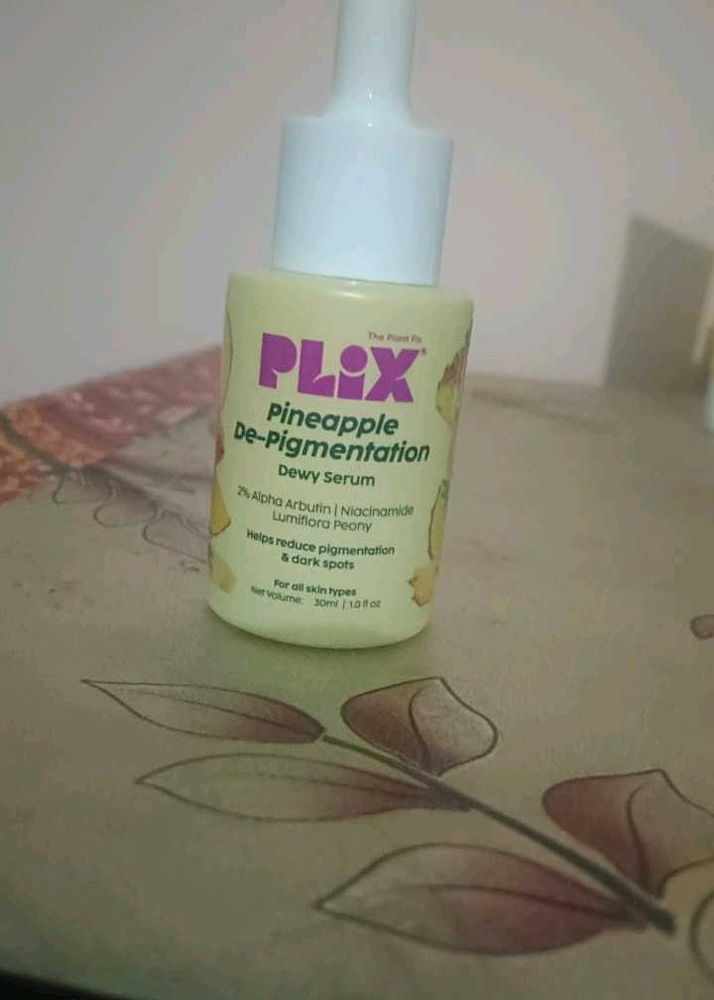 The Plant Fix
PLiX®
Pineapple
De-Pigmentation
Dewy Serum
2% Alpha Arbutin | Niacinamide
Lumiflora Peony
Helps reduce pigmentation
& dark spots
For all skin types
Net Volume: 30ml | 1.0 fl oz